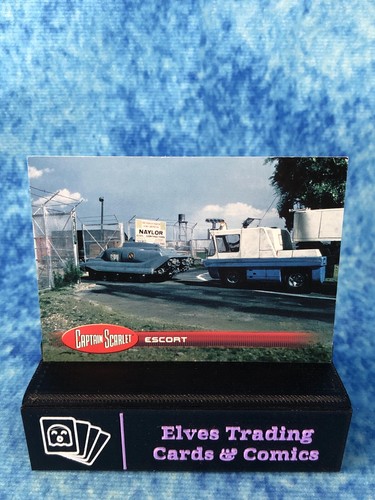 NAYLOR
CAPTAIN SCARLET
ESCORT
Elves Trading
Cards & Comics